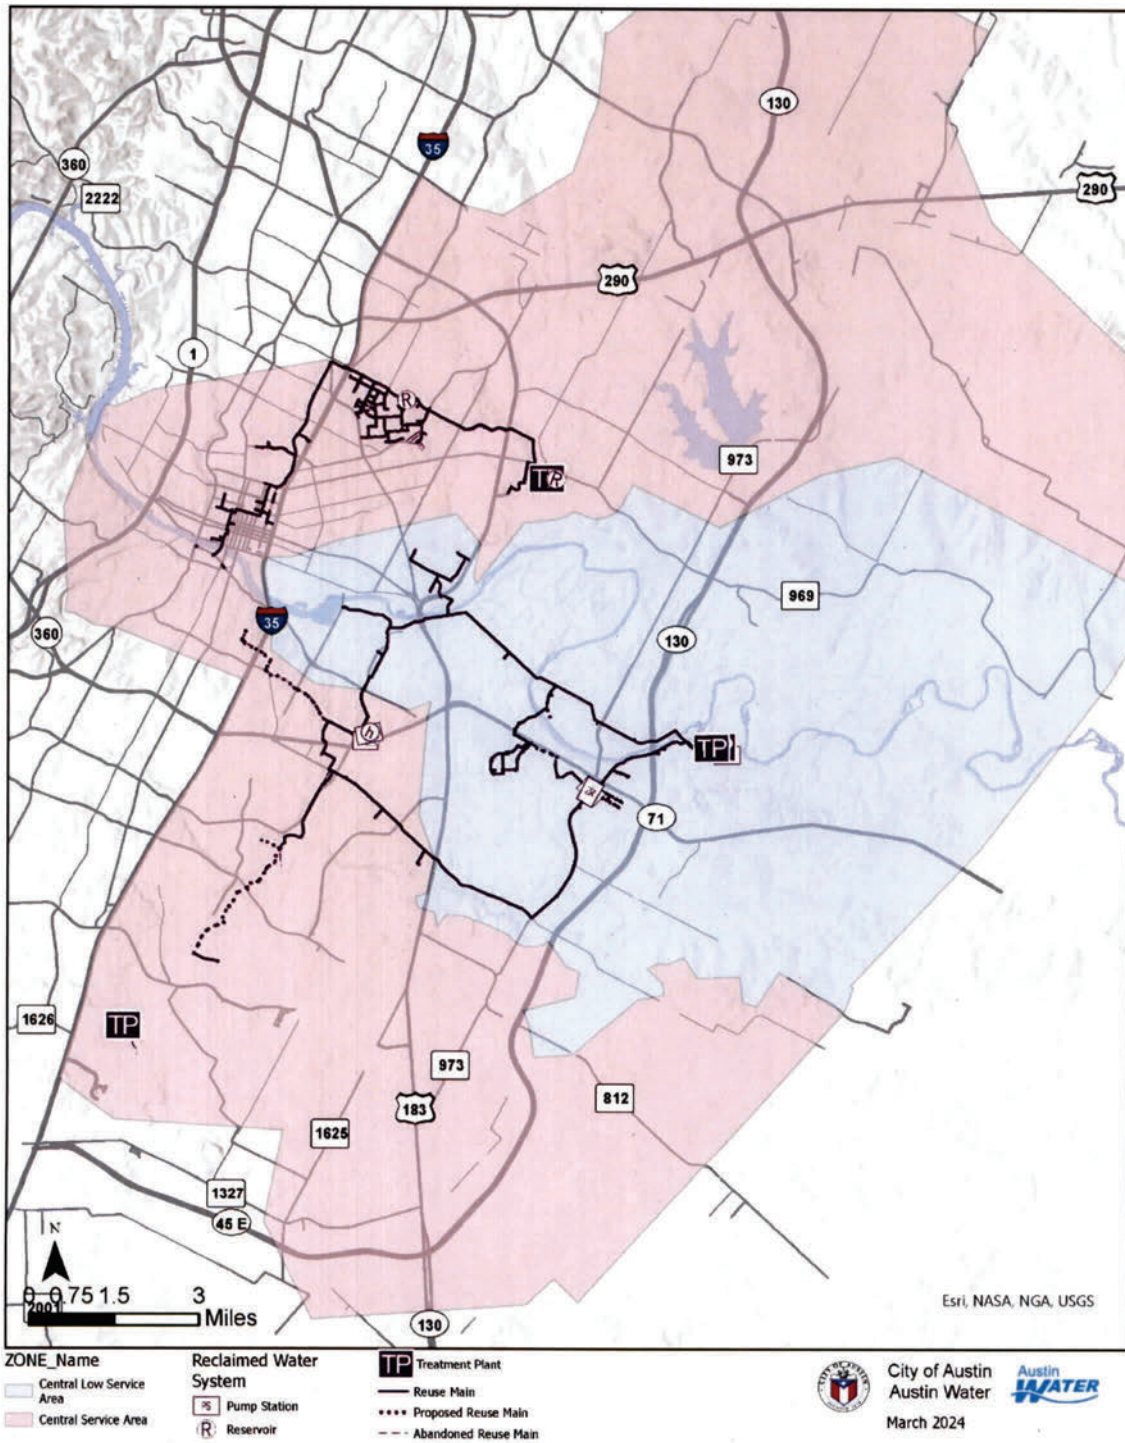 130
35
360
2222
290
290
1
R
973
TP
969
35
130
360
TP
71
1626
TP
973
183
812
1625
1327
45 E
N
0 0.75 1.5 3
Miles
130
Esri, NASA, NGA, USGS
ZONE_Name
Central Low Service
Area
Central Service Area
Reclaimed Water
System
PS Pump Station
R Reservoir
TP Treatment Plant
Reuse Main
Proposed Reuse Main
Abandoned Reuse Main
City of Austin
Austin Water
March 2024
Austin
WATER